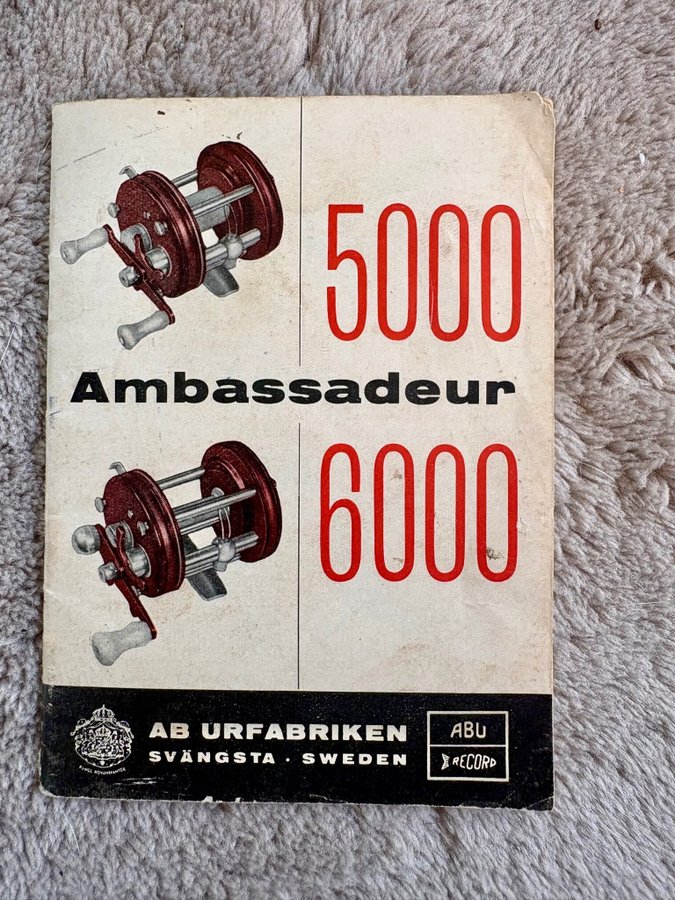 5000
Ambassadeur
6000
AB URFABRIKEN
SVÄNGSTA · SWEDEN
ABU
RECORD